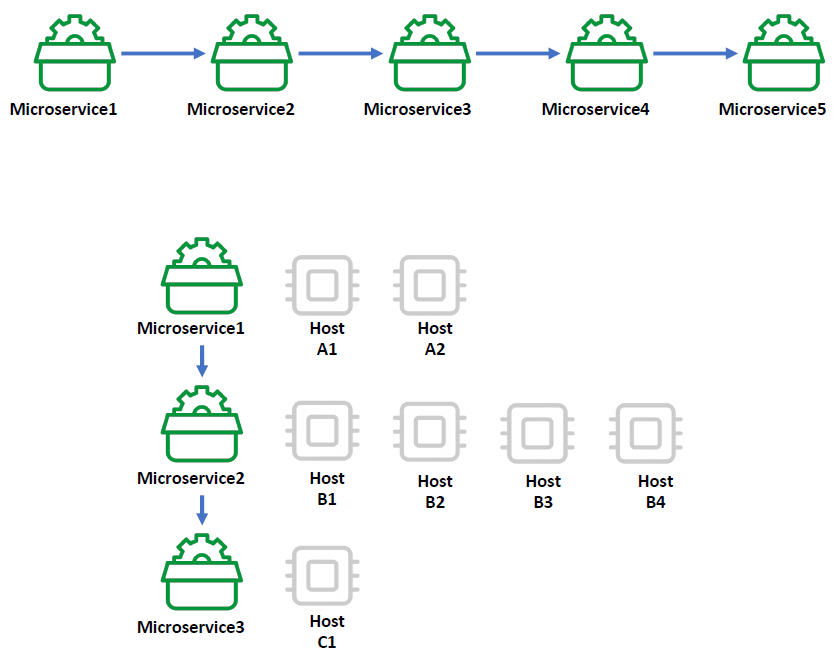 Microservice1
Microservice2
Microservice3
Microservice4
Microservice5
Microservice1
Host
A1
Host
A2
Microservice2
Host
B1
Host
B2
Host
B3
Host
B4
Microservice3
Host
C1